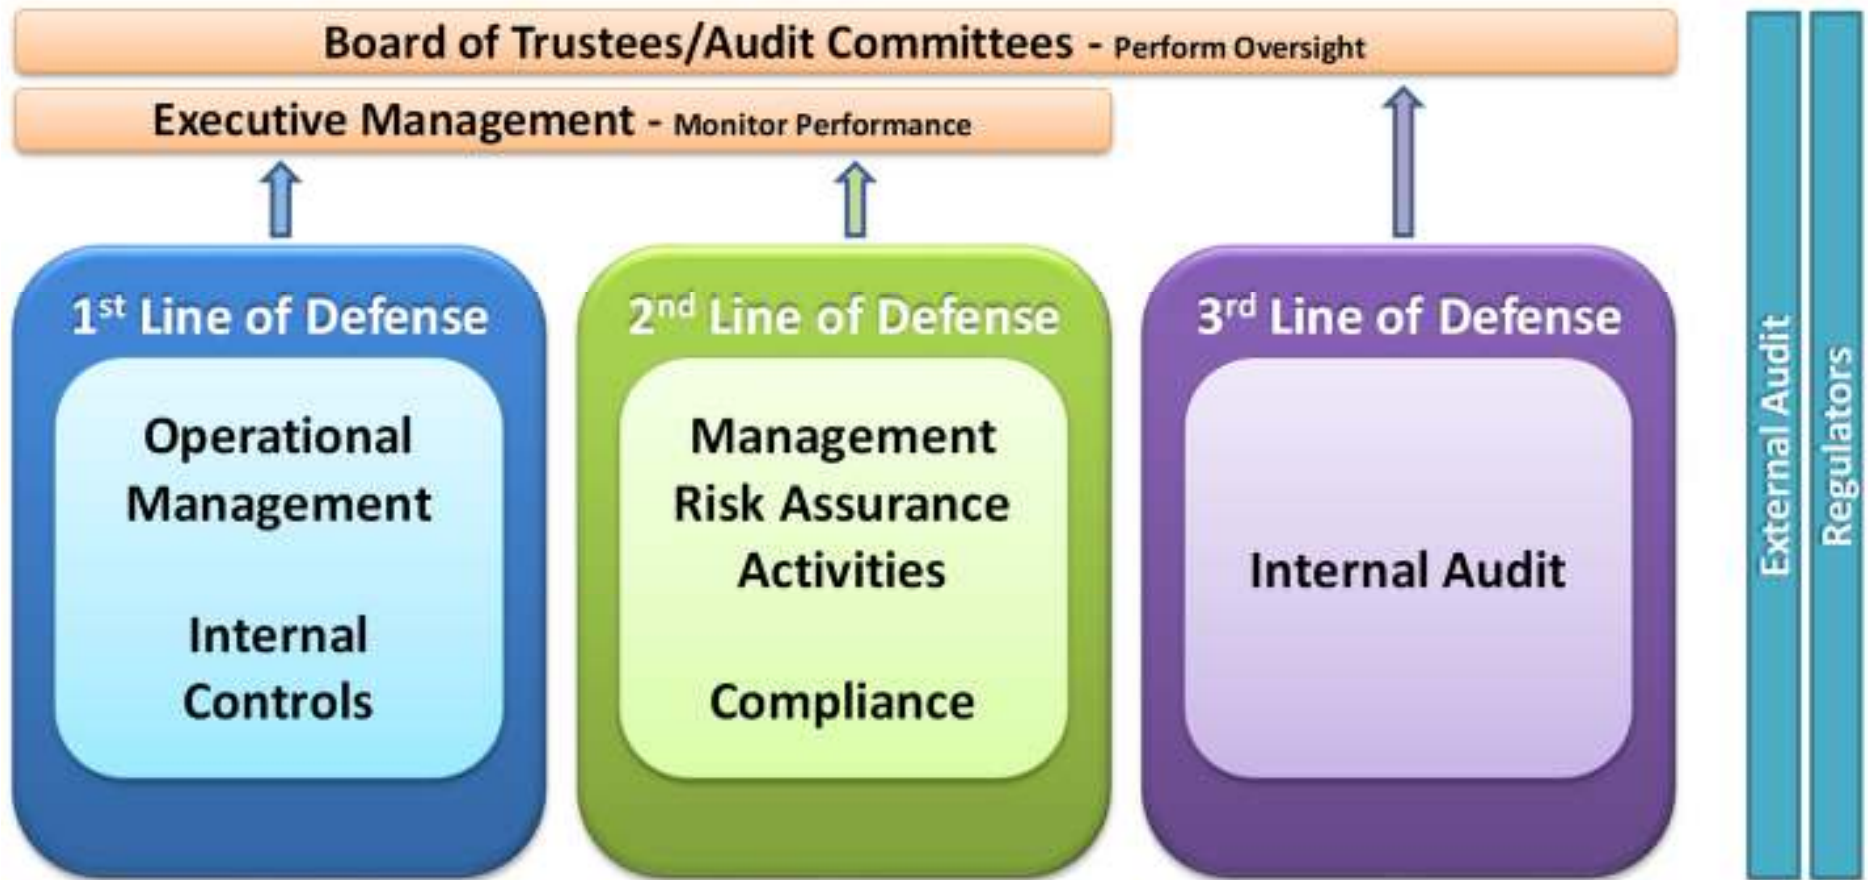 Board of Trustees/Audit Committees - Perform Oversight
Executive Management - Monitor Performance
1st Line of Defense
Operational
Management
Internal
Controls
2nd Line of Defense
Management
Risk Assurance
Activities
Compliance
3rd Line of Defense
Internal Audit
External Audit
Regulators